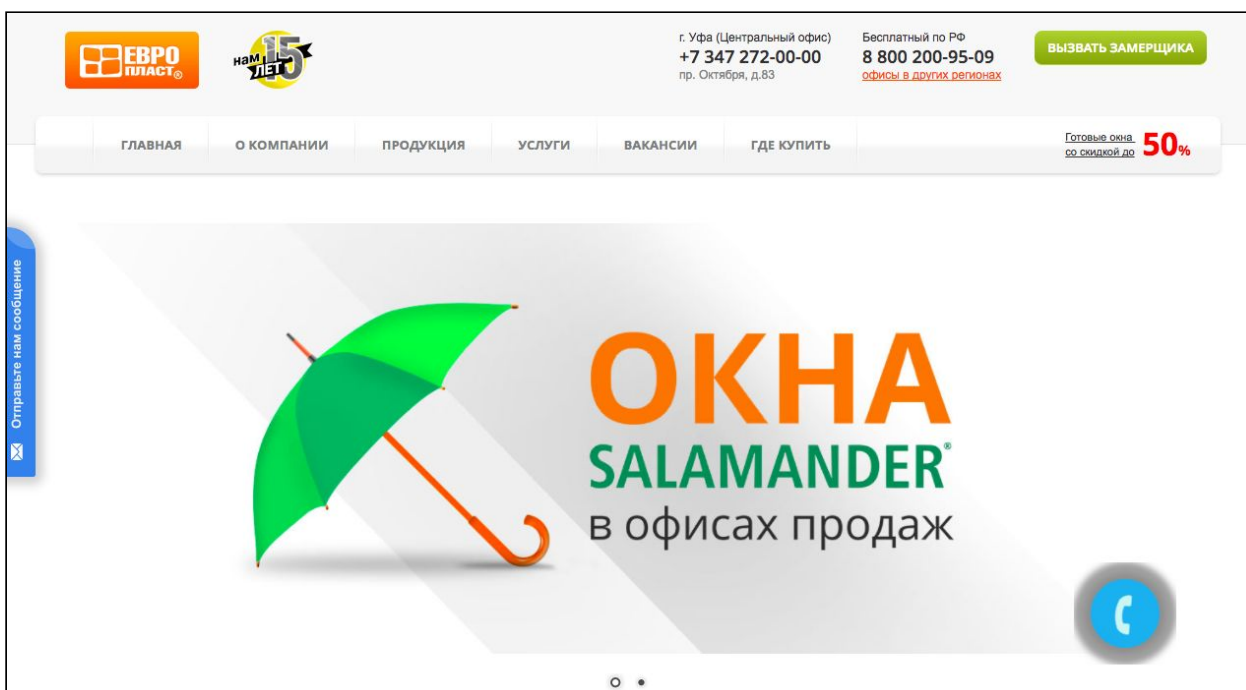 ЕВРО
ПЛАСТ®
нам 15
ЛЕТ
г. Уфа (Центральный офис)
+7 347 272-00-00
пр. Октября, д.83
Бесплатный по РФ
8 800 200-95-09
офисы в других регионах
ВЫЗВАТЬ ЗАМЕРЩИКА
ГЛАВНАЯ
О КОМПАНИИ
ПРОДУКЦИЯ
УСЛУГИ
ВАКАНСИИ
ГДЕ КУПИТЬ
Готовые окна
со скидкой до
50%
Отправьте нам сообщение
ОКНА
SALAMANDER®
в офисах продаж